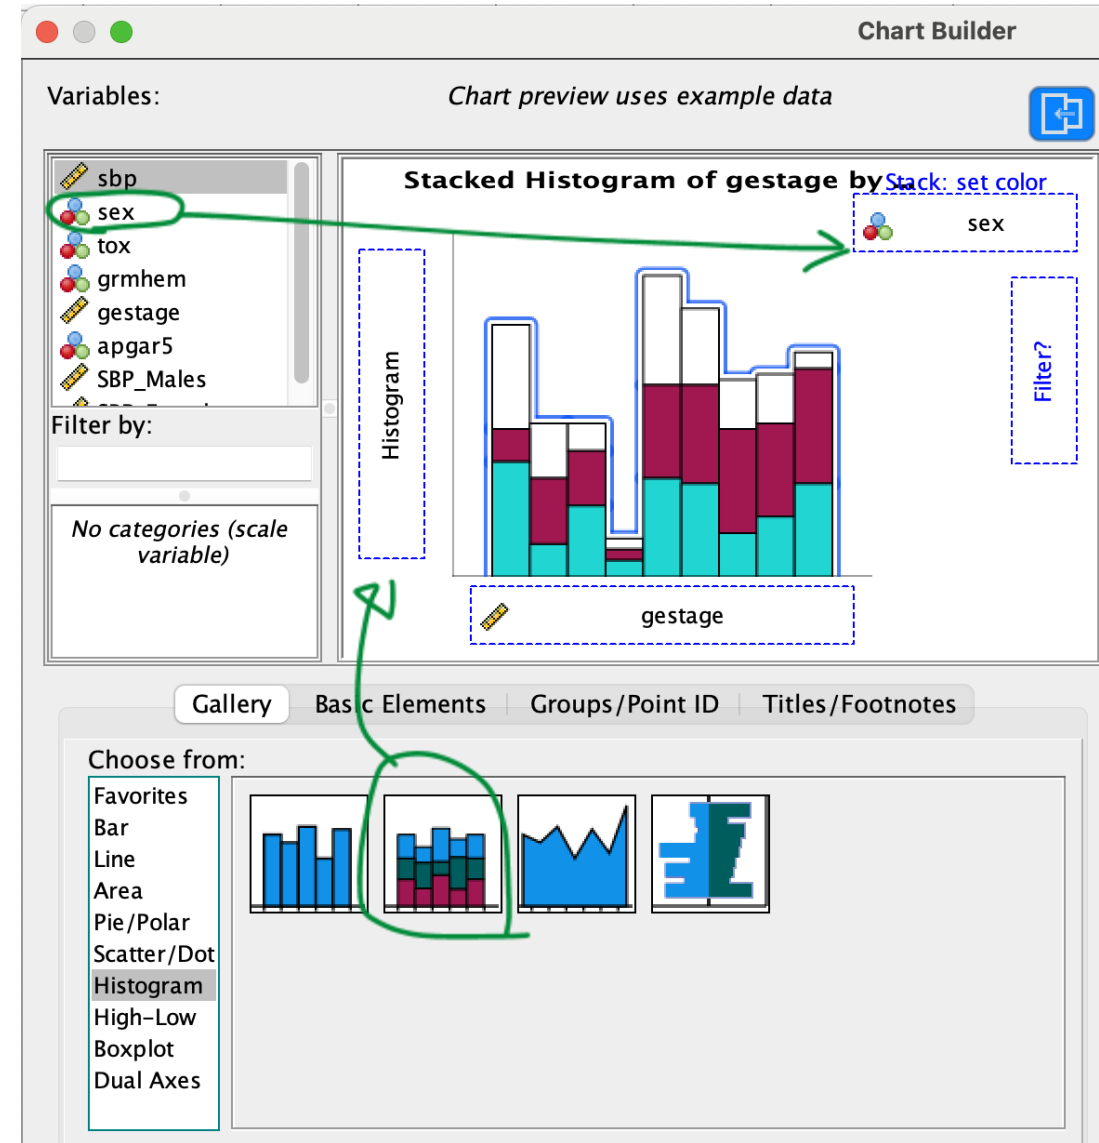 Chart Builder
Variables:
Chart preview uses example data
sbp
sex
tox
grmhem
gestage
apgar5
SBP_Males
Filter by:
No categories (scale
variable)
Stacked Histogram of gestage by ...
Stack: set color
sex
Histogram
Filter?
gestage
Gallery
Basic Elements
Groups/Point ID
Titles/Footnotes
Choose from:
Favorites
Bar
Line
Area
Pie/Polar
Scatter/Dot
Histogram
High-Low
Boxplot
Dual Axes